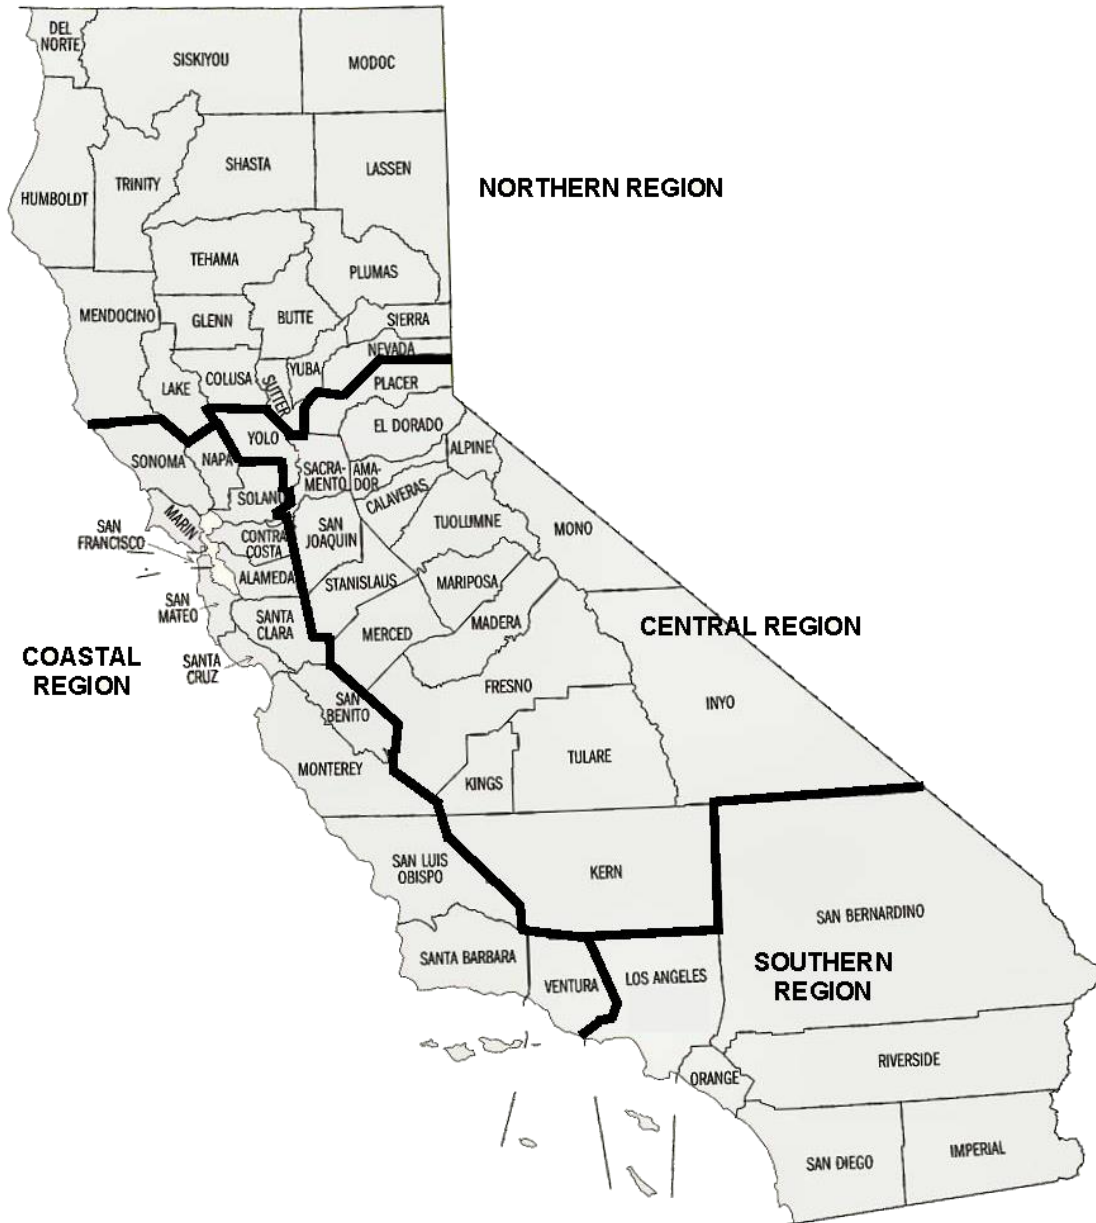 DEL
NORTE
SISKIYOU
MODOC
HUMBOLDT
TRINITY
SHASTA
LASSEN
NORTHERN REGION
TEHAMA
PLUMAS
MENDOCINO
GLENN
BUTTE
SIERRA
NEVADA
LAKE
COLUSA
SUTTER
YUBA
PLACER
YOLO
EL DORADO
SONOMA
NAPA
SACRA-
MENTO
AMA-
DOR
ALPINE
SOLANO
CALAVERAS
MARIN
SAN
FRANCISCO
CONTRA
COSTA
SAN
JOAQUIN
TUOLUMNE
MONO
ALAMEDA
STANISLAUS
MARIPOSA
SAN
MATEO
SANTA
CLARA
MERCED
MADERA
CENTRAL REGION
COASTAL
REGION
SANTA
CRUZ
SAN
BENITO
FRESNO
INYO
MONTEREY
KINGS
TULARE
SAN LUIS
OBISPO
KERN
SAN BERNARDINO
SANTA BARBARA
VENTURA
LOS ANGELES
SOUTHERN
REGION
ORANGE
RIVERSIDE
SAN DIEGO
IMPERIAL